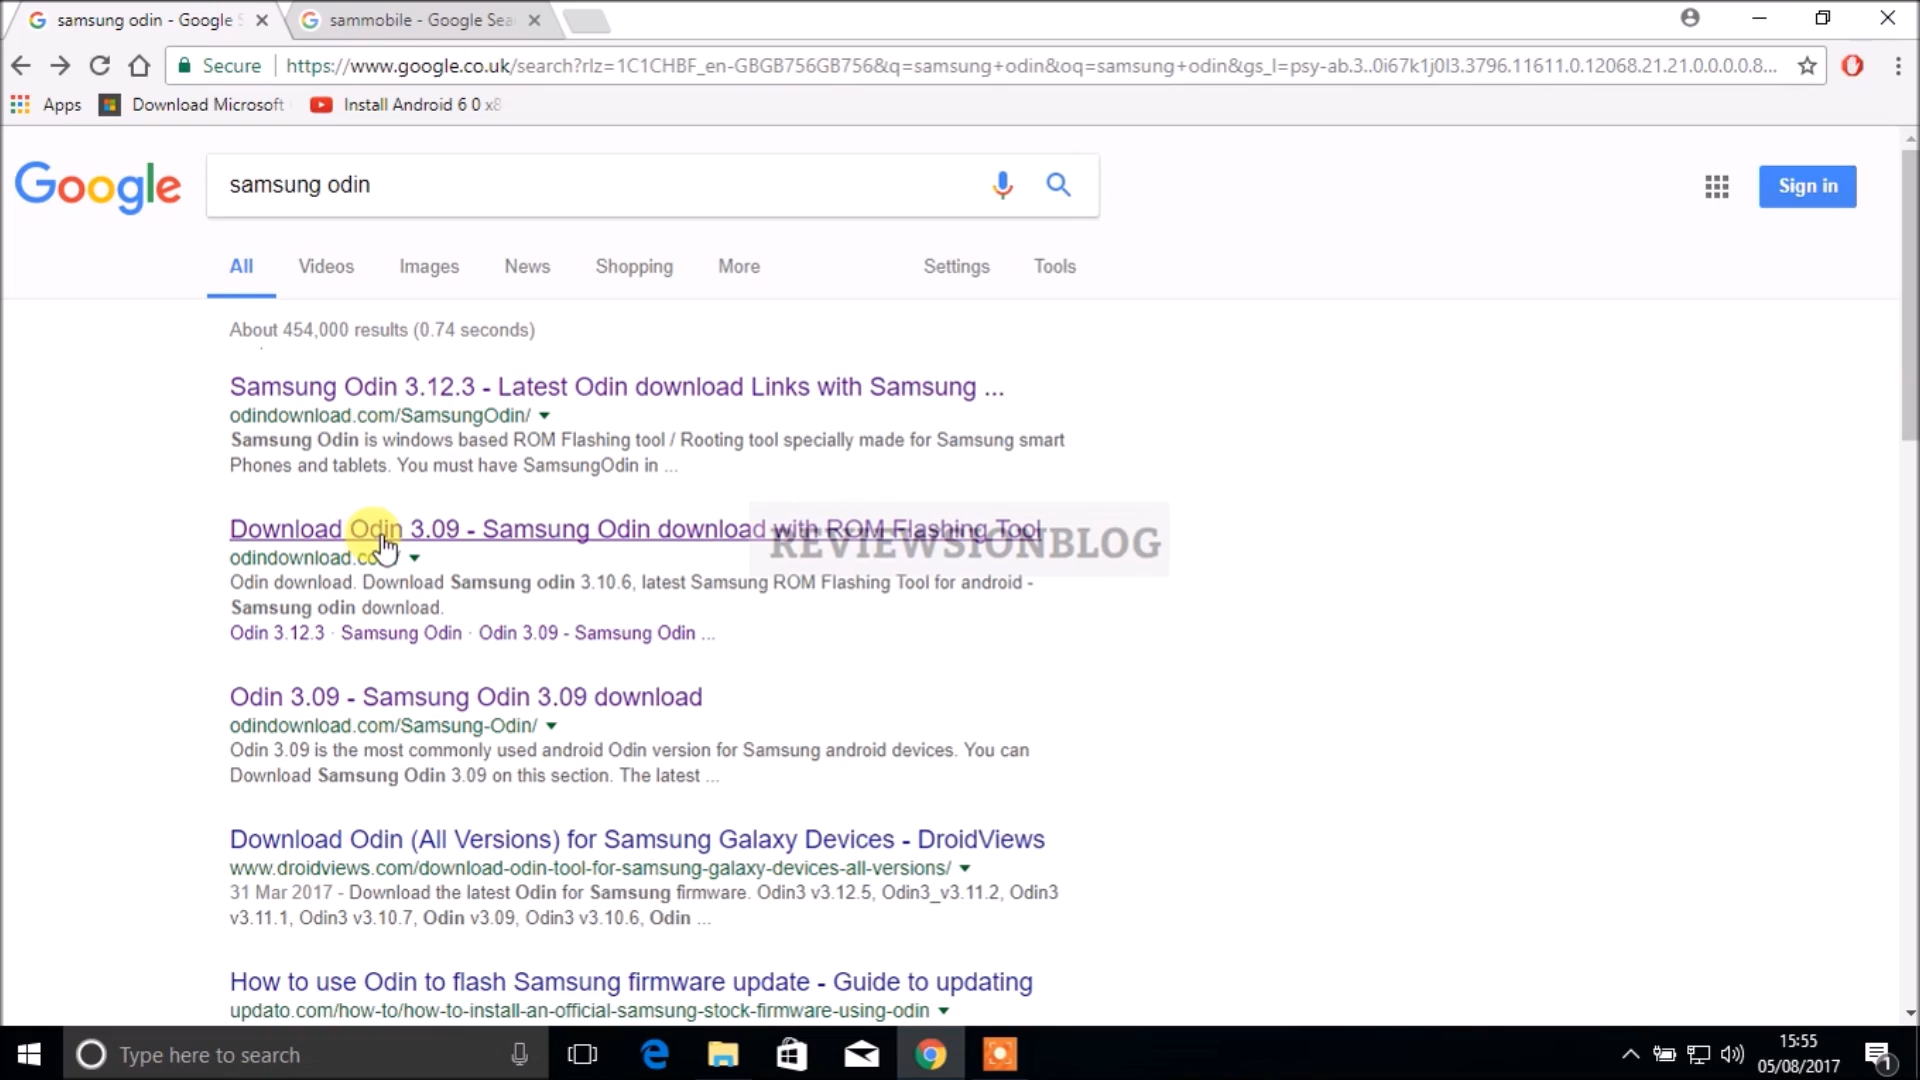 samsung odin - Google S
sammobile - Google Sea
Secure
https://www.google.co.uk/search?rlz=1C1CHBF_en-GBGB756GB756&q=samsung+odin&oq=samsung+odin&gs_l=psy-ab.3..0i67k1j0l3.3796.11611.0.12068.21.21.0.0.0.0.8...
Apps
Download Microsoft
Install Android 6 0 x8
Google
samsung odin
Sign in
All Videos Images News Shopping More Settings Tools
About 454,000 results (0.74 seconds)
Samsung Odin 3.12.3 - Latest Odin download Links with Samsung ...
odindownload.com/SamsungOdin/
Samsung Odin is windows based ROM Flashing tool / Rooting tool specially made for Samsung smart
Phones and tablets. You must have SamsungOdin in ...
Download Odin 3.09 - Samsung Odin download with ROM Flashing Tool
REVIEWSIONBLOG
odindownload.co
Odin download. Download Samsung odin 3.10.6, latest Samsung ROM Flashing Tool for android -
Samsung odin download.
Odin 3.12.3 · Samsung Odin · Odin 3.09 - Samsung Odin ...
Odin 3.09 - Samsung Odin 3.09 download
odindownload.com/Samsung-Odin/
Odin 3.09 is the most commonly used android Odin version for Samsung android devices. You can
Download Samsung Odin 3.09 on this section. The latest ...
Download Odin (All Versions) for Samsung Galaxy Devices - DroidViews
www.droidviews.com/download-odin-tool-for-samsung-galaxy-devices-all-versions/
31 Mar 2017 - Download the latest Odin for Samsung firmware. Odin3 v3.12.5, Odin3_v3.11.2, Odin3
v3.11.1, Odin3 v3.10.7, Odin v3.09, Odin3 v3.10.6, Odin ...
How to use Odin to flash Samsung firmware update - Guide to updating
updato.com/how-to/how-to-install-an-official-samsung-stock-firmware-using-odin
Type here to search
15:55
05/08/2017
1